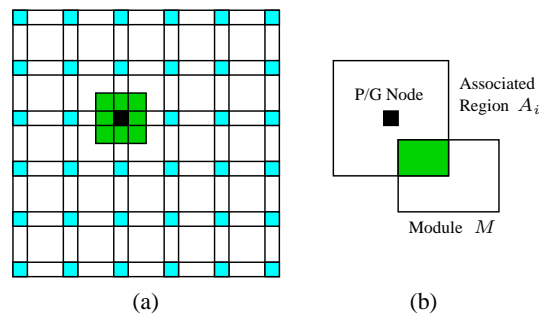 P/G Node
Associated
Region A_i
Module M
(a)
(b)